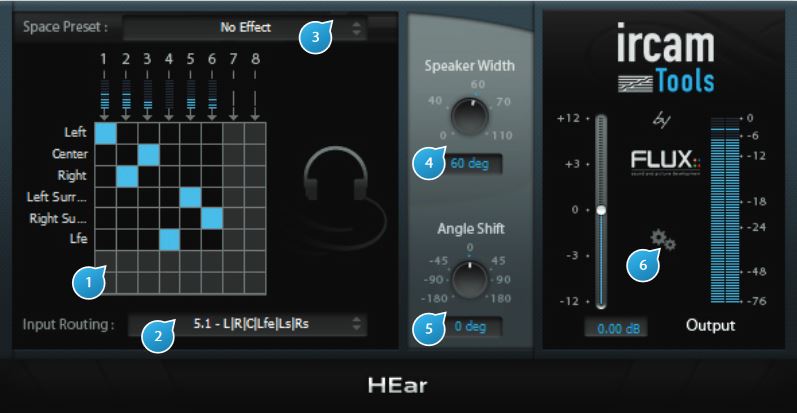 Space Preset :
No Effect
3
1 2 3 4 5 6 7 8
Left
Center
Right
Left Surr ...
Right Su ...
Lfe
1
Input Routing :
5.1 - L|R|C|Lfe|Ls|Rs
2
Speaker Width
60
40 70
0 110
4
60 deg
Angle Shift
0
-45 45
-90 90
-180 180
5
0 deg
ircam
Tools
by
FLUX::
sound and picture development
+12
+3
0
-3
-12
0
-6
-12
-18
-24
-48
-76
6
0.00 dB
Output
HEar